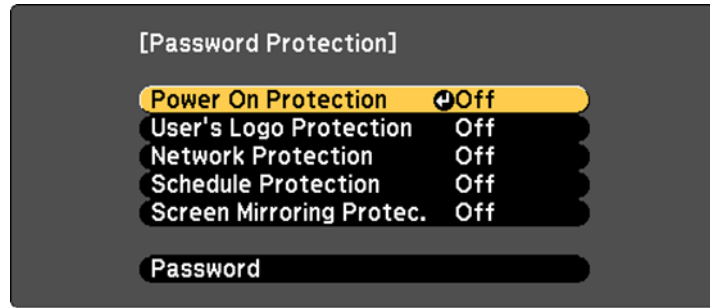 [Password Protection]
Power On Protection Off
User's Logo Protection Off
Network Protection Off
Schedule Protection Off
Screen Mirroring Protec. Off
Password